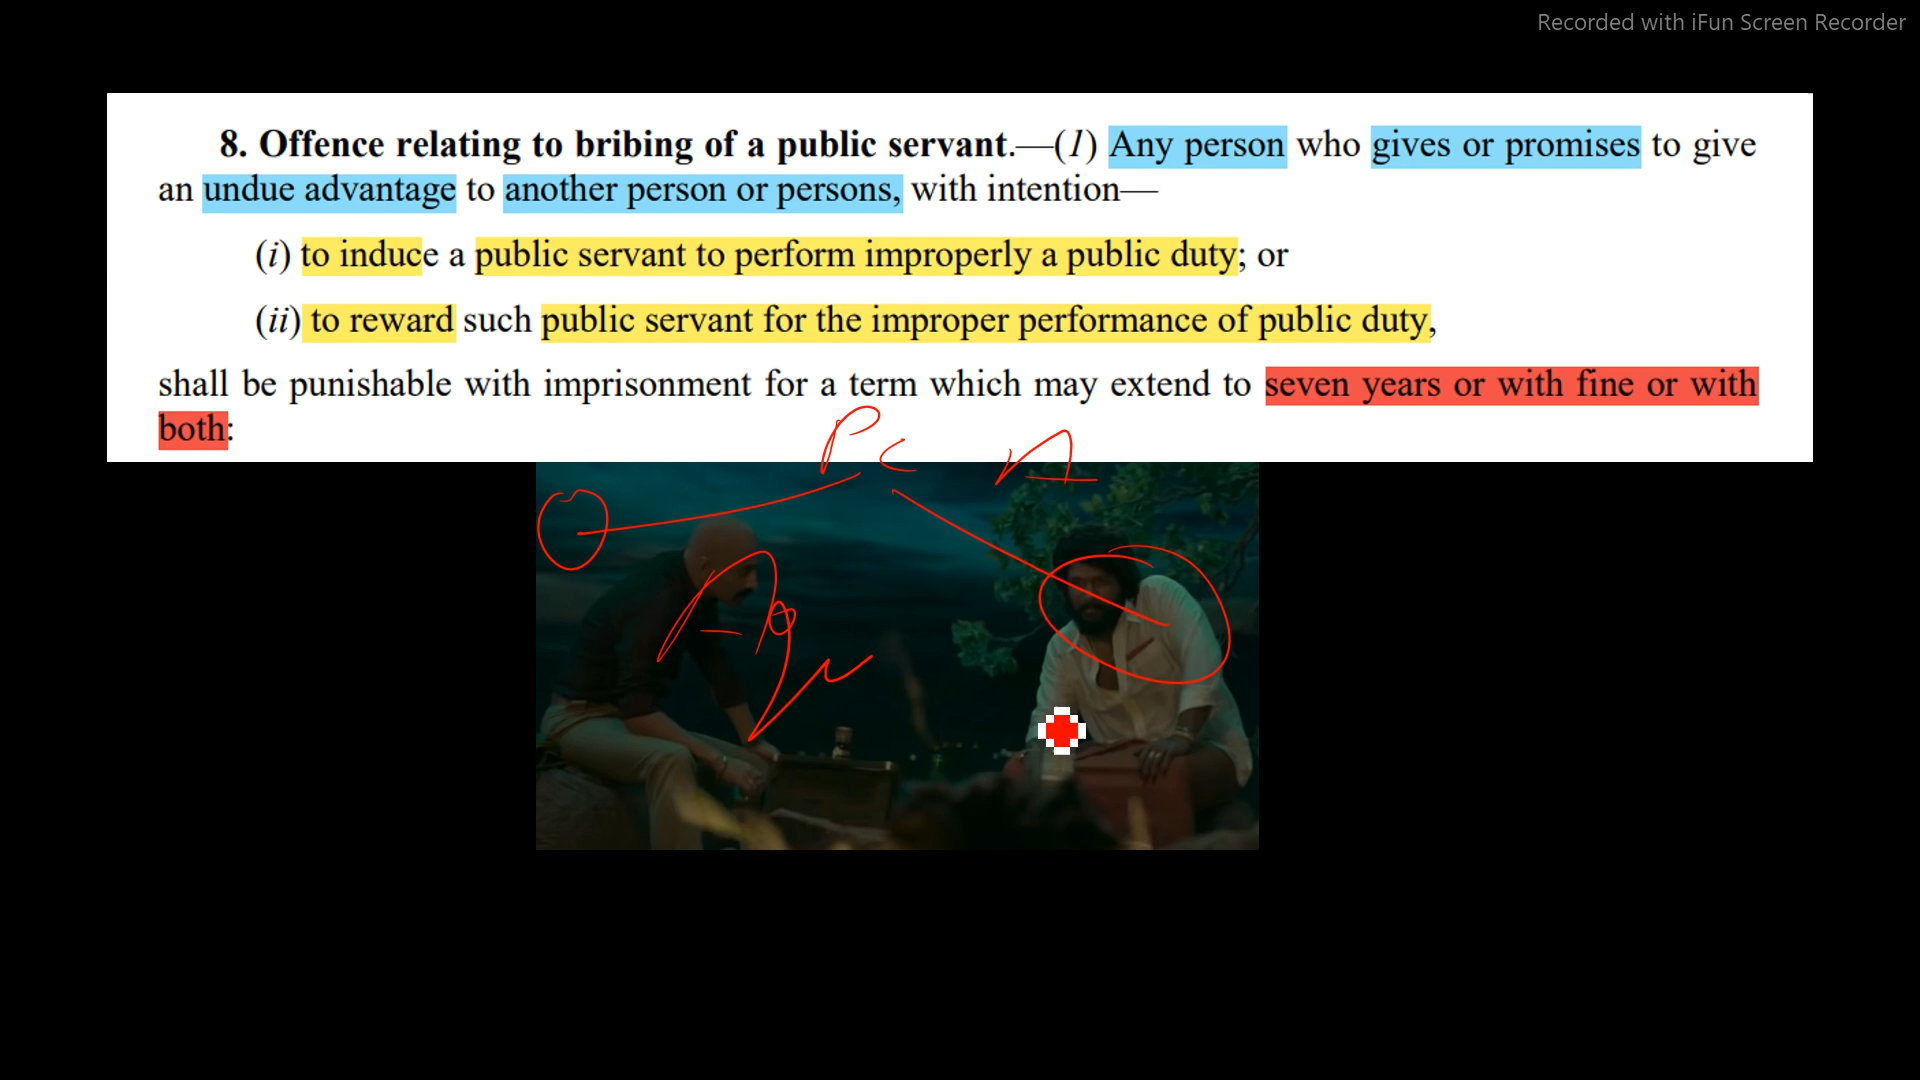 Recorded with iFun Screen Recorder
8. Offence relating to bribing of a public servant.—(1) Any person who gives or promises to give
an undue advantage to another person or persons, with intention—
(i) to induce a public servant to perform improperly a public duty; or
(ii) to reward such public servant for the improper performance of public duty,
shall be punishable with imprisonment for a term which may extend to seven years or with fine or with
both: